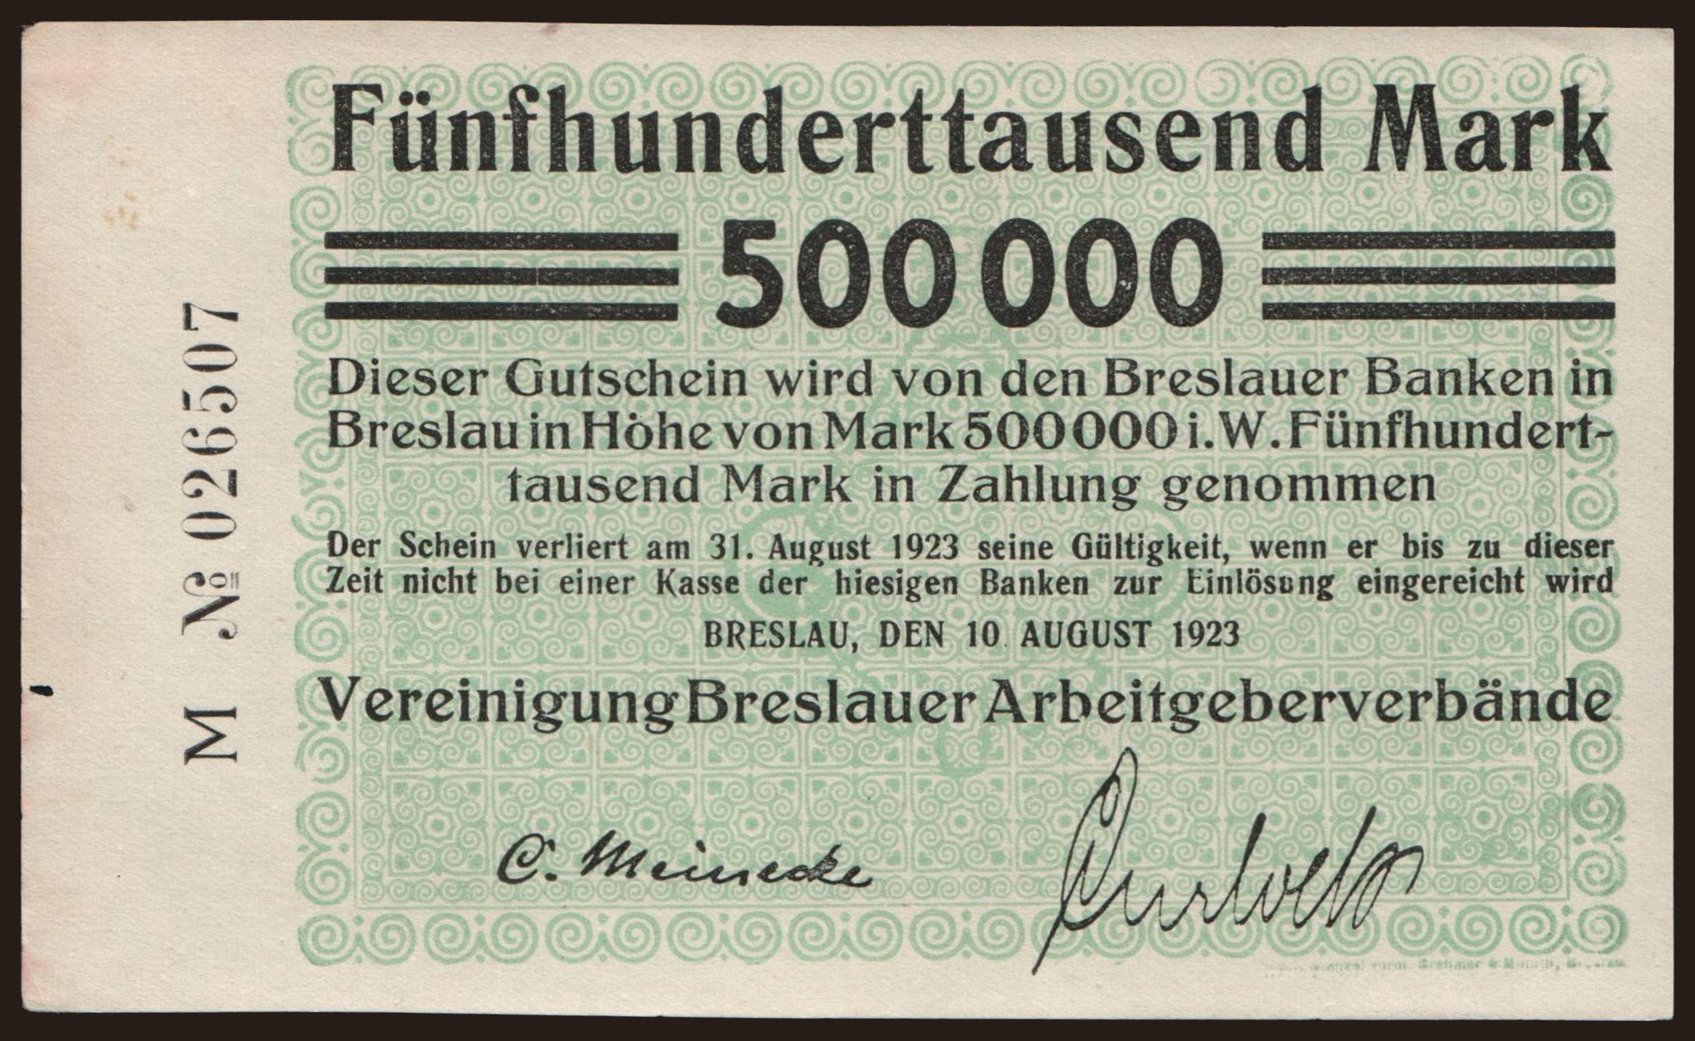 Fünfhunderttausend Mark
500 000
Dieser Gutschein wird von den Breslauer Banken in
Breslau in Höhe von Mark 500000 i. W. Fünfhundert-
tausend Mark in Zahlung genommen
Der Schein verliert am 31. August 1923 seine Gültigkeit, wenn er bis zu dieser
Zeit nicht bei einer Kasse der hiesigen Banken zur Einlösung eingereicht wird
BRESLAU, DEN 10. AUGUST 1923
Vereinigung Breslauer Arbeitgeberverbände
C. Meinecke
M № 026507